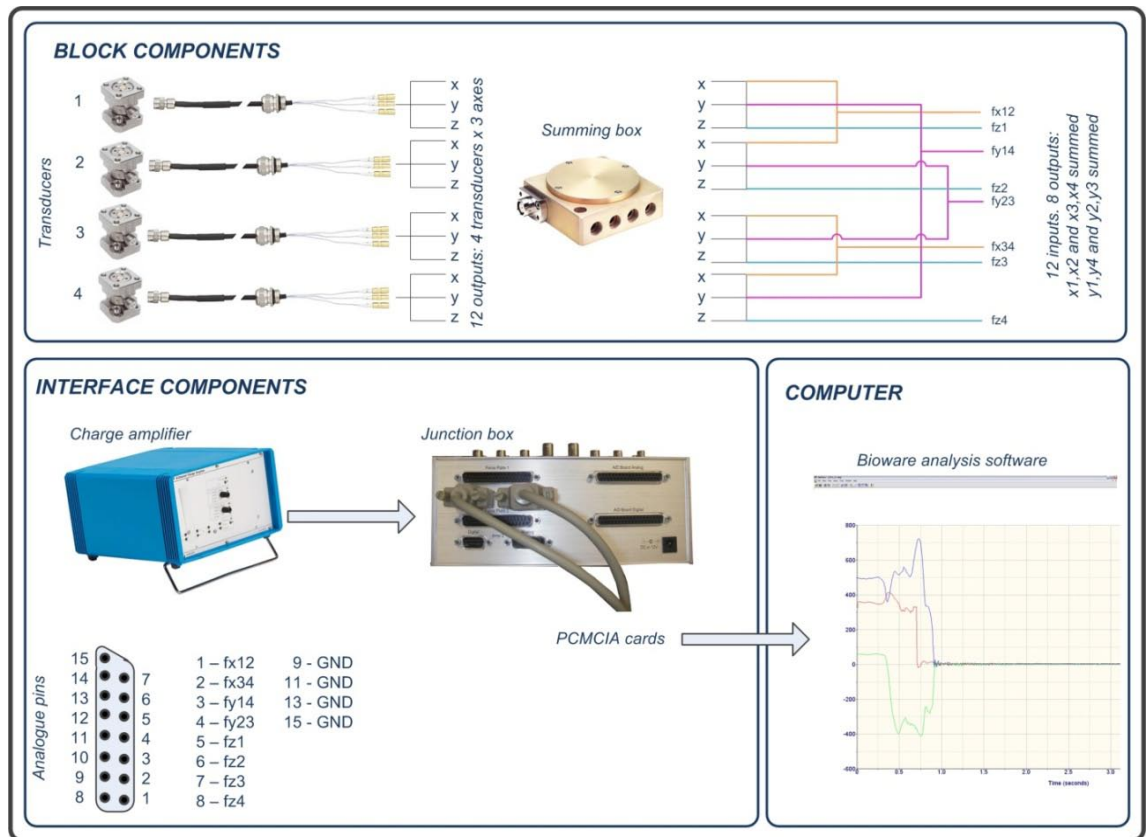 BLOCK COMPONENTS
Transducers
1
2
3
4
x
y
z
x
y
z
x
y
z
x
y
z
12 outputs: 4 transducers x 3 axes
Summing box
x
y
z
x
y
z
x
y
z
x
y
z
fx12
fz1
fy14
fz2
fy23
fx34
fz3
fz4
12 inputs. 8 outputs:
x1,x2 and x3,x4 summed
y1,y4 and y2,y3 summed
INTERFACE COMPONENTS
Charge amplifier
Junction box
A/D Board Analog
A/D Board Digital
PCMCIA cards
Analogue pins
15
14
13
12
11
10
9
8
7
6
5
4
3
2
1
1 – fx12
2 – fx34
3 – fy14
4 – fy23
5 – fz1
6 – fz2
7 – fz3
8 – fz4
9 - GND
11 – GND
13 – GND
15 - GND
COMPUTER
Bioware analysis software
800
600
400
200
0
-200
-400
-600
0
0.5
1.0
1.5
2.0
2.5
3.0
Time (seconds)